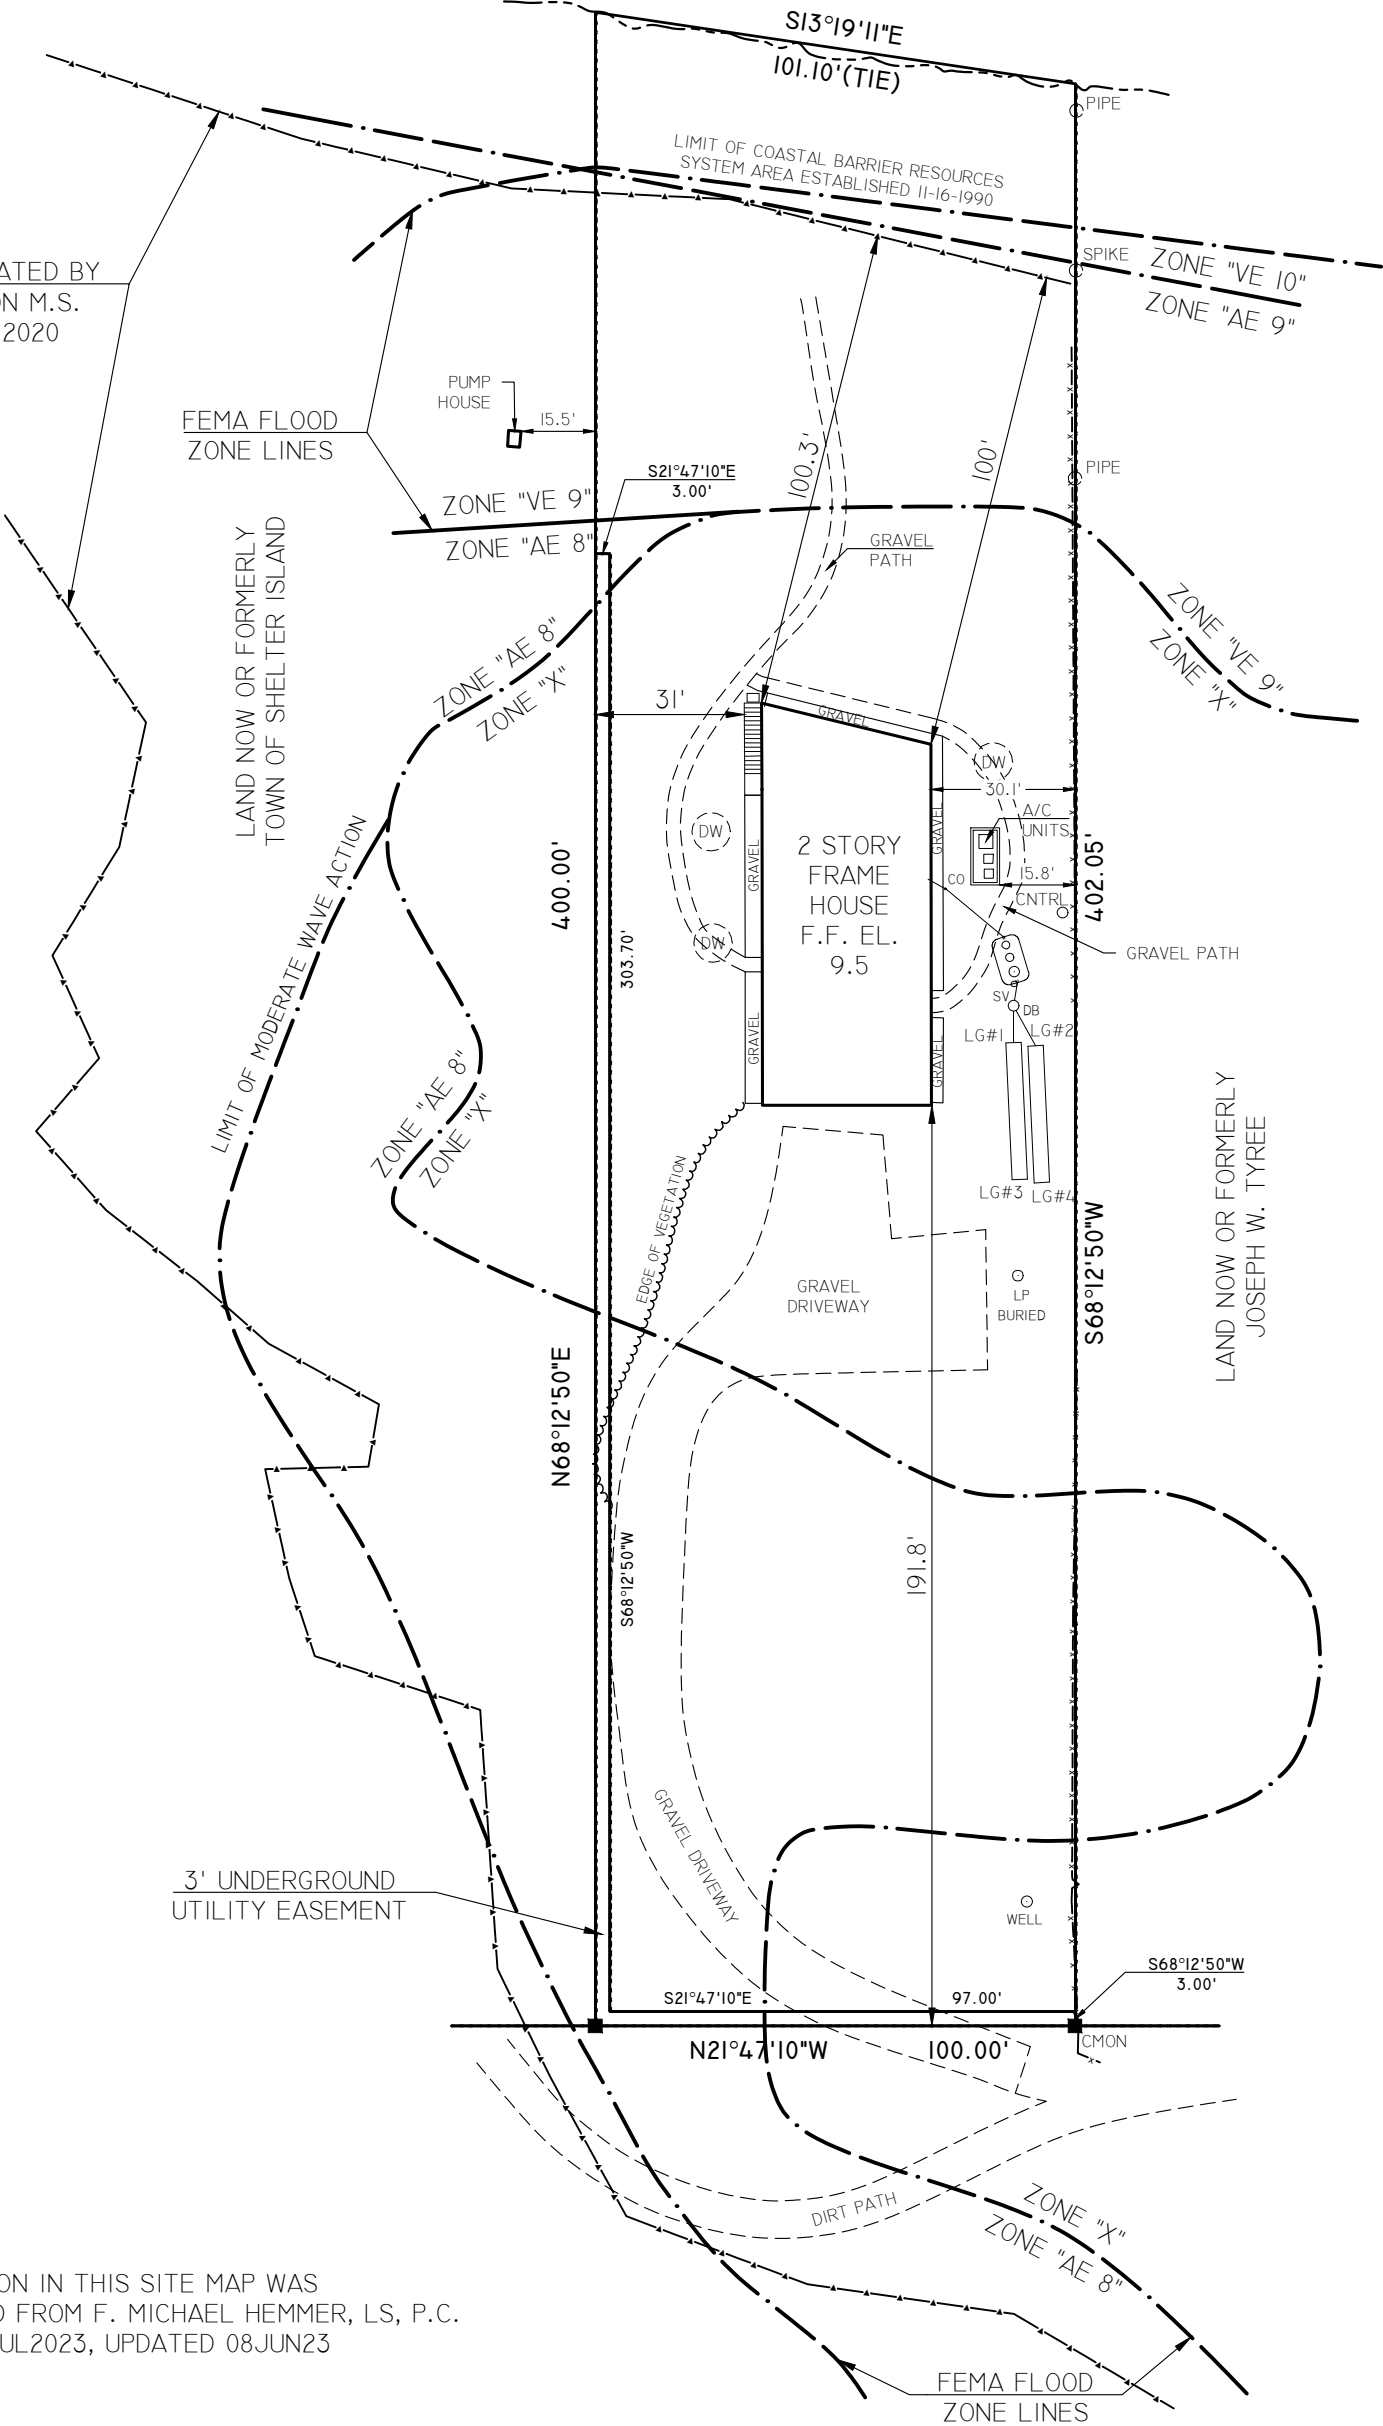 S13°19'11"E
101.10'(TIE)
PIPE
LIMIT OF COASTAL BARRIER RESOURCES
SYSTEM AREA ESTABLISHED 11-16-1990
SPIKE
ZONE "VE 10"
ZONE "AE 9"
ATED BY
ON M.S.
2020
PUMP
HOUSE
15.5'
FEMA FLOOD
ZONE LINES
S21°47'10"E
3.00'
100.3'
100'
PIPE
ZONE "VE 9"
ZONE "AE 8"
GRAVEL
PATH
LAND NOW OR FORMERLY
TOWN OF SHELTER ISLAND
ZONE "AE 8"
ZONE "X"
ZONE "VE 9"
ZONE "X"
31'
GRAVEL
DW
30.1'
A/C
UNITS
DW
GRAVEL
GRAVEL
2 STORY
FRAME
HOUSE
F.F. EL.
9.5
CO
15.8'
CNTRL
400.00'
402.05'
303.70'
DW
GRAVEL PATH
LIMIT OF MODERATE WAVE ACTION
SV
DB
LG#1
LG#2
GRAVEL
GRAVEL
ZONE "AE 8"
ZONE "X"
LG#3
LG#4
EDGE OF VEGETATION
LAND NOW OR FORMERLY
JOSEPH W. TYREE
S68°12'50"W
GRAVEL
DRIVEWAY
LP
BURIED
N68°12'50"E
S68°12'50"W
191.8'
GRAVEL DRIVEWAY
3' UNDERGROUND
UTILITY EASEMENT
WELL
S68°12'50"W
3.00'
S21°47'10"E
97.00'
N21°47'10"W
100.00'
CMON
DIRT PATH
ZONE "X"
ZONE "AE 8"
ON IN THIS SITE MAP WAS
D FROM F. MICHAEL HEMMER, LS, P.C.
UL2023, UPDATED 08JUN23
FEMA FLOOD
ZONE LINES